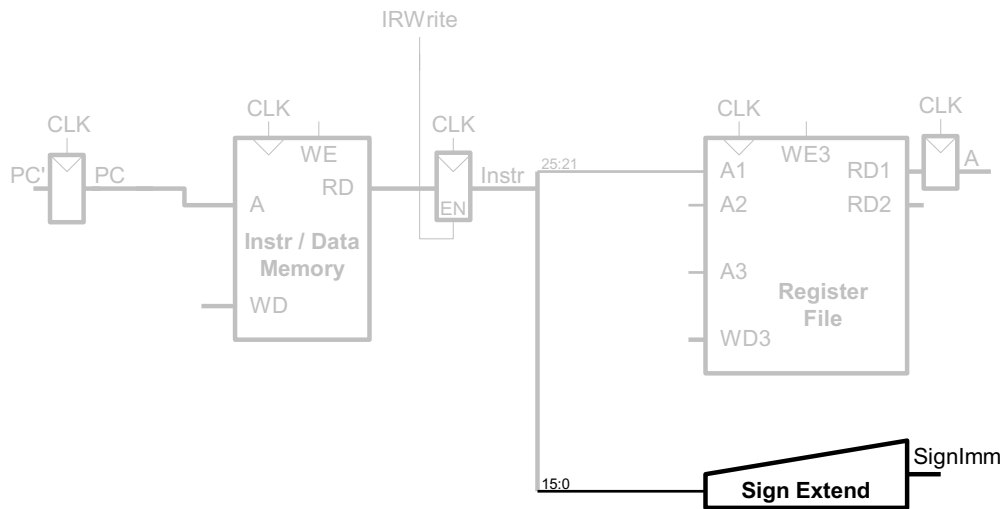 IRWrite
CLK
CLK
CLK
CLK
CLK
WE
WE3
PC'
PC
RD
Instr
25:21
A1
RD1
A
EN
A
A2
RD2
Instr / Data
Memory
A3
Register
File
WD
WD3
SignImm
15:0
Sign Extend